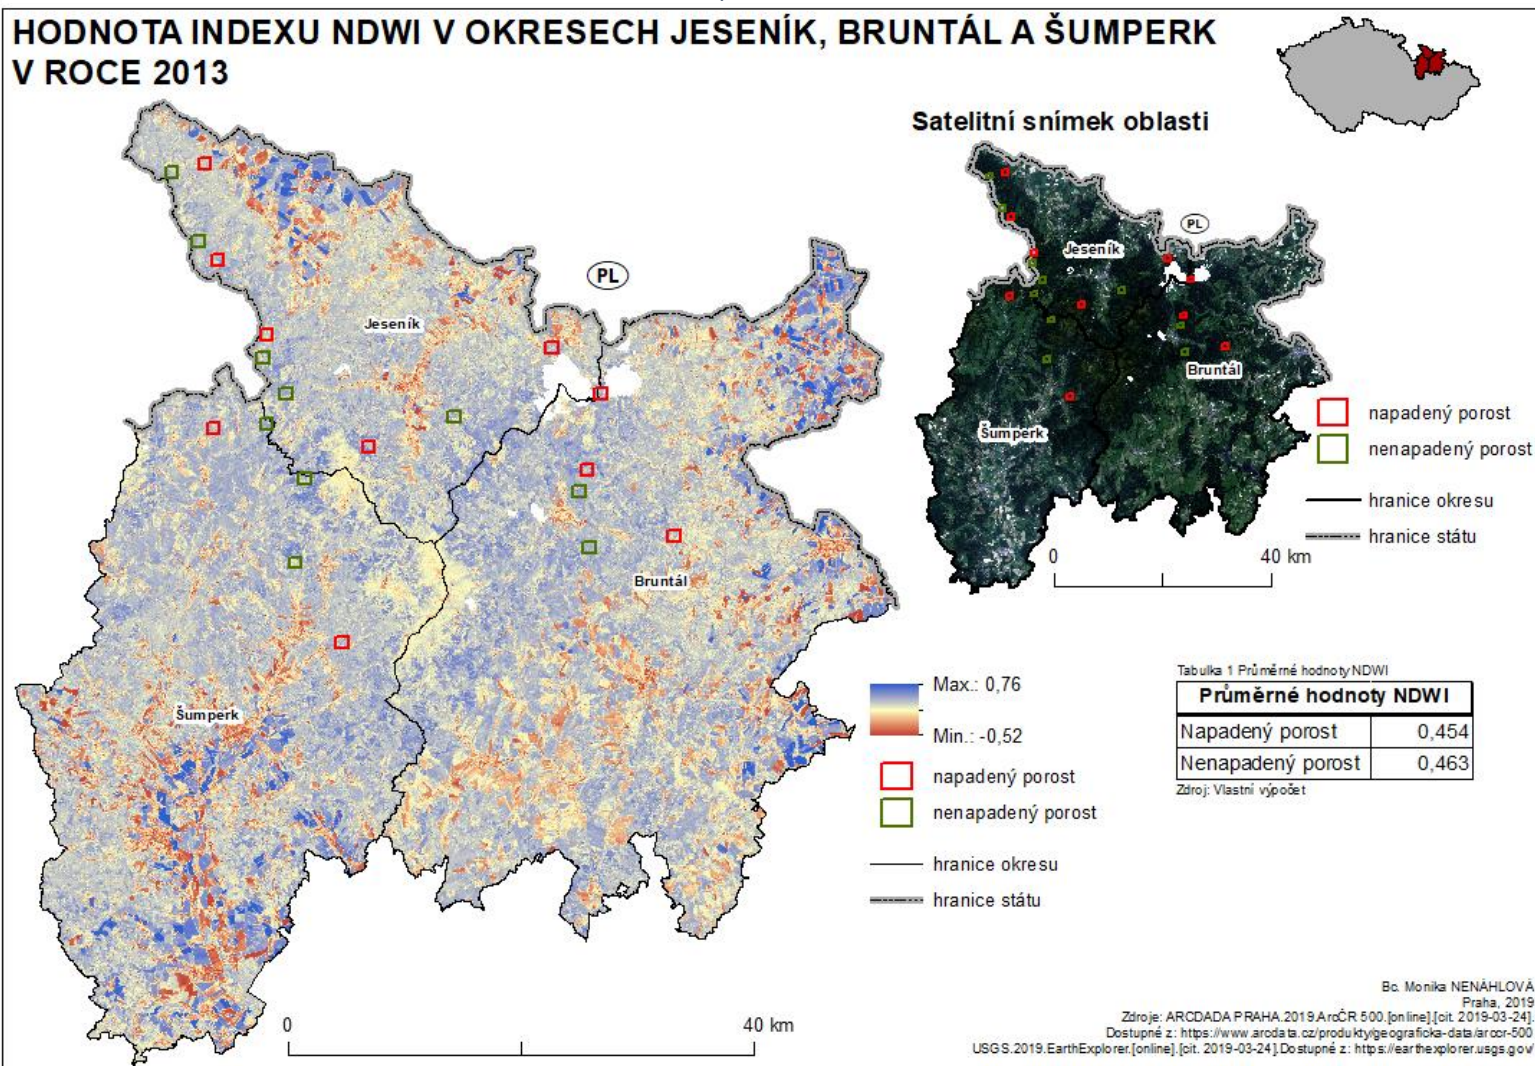 HODNOTA INDEXU NDWI V OKRESECH JESENÍK, BRUNTÁL A ŠUMPERK
V ROCE 2013
Satelitní snímek oblasti
PL
Jeseník
Bruntál
Šumperk
napadený porost
nenapadený porost
hranice okresu
hranice státu
0 40 km
PL
Jeseník
Bruntál
Šumperk
Max.: 0,76
Min.: -0,52
napadený porost
nenapadený porost
hranice okresu
hranice státu
Tabulka 1 Průměrné hodnoty NDWI
Průměrné hodnoty NDWI
Napadený porost 0,454
Nenapadený porost 0,463
Zdroj: Vlastní výpočet
0 40 km
Bc. Monika NENÁHLOVÁ
Praha, 2019
Zdroje: ARCDADA PRAHA.2019.ArcČR 500.[online].[cit. 2019-03-24].
Dostupné z: https://www.arcdata.cz/produkty/geograficka-data/arccr-500
USGS.2019.EarthExplorer.[online].[cit. 2019-03-24].Dostupné z: https://earthexplorer.usgs.gov/